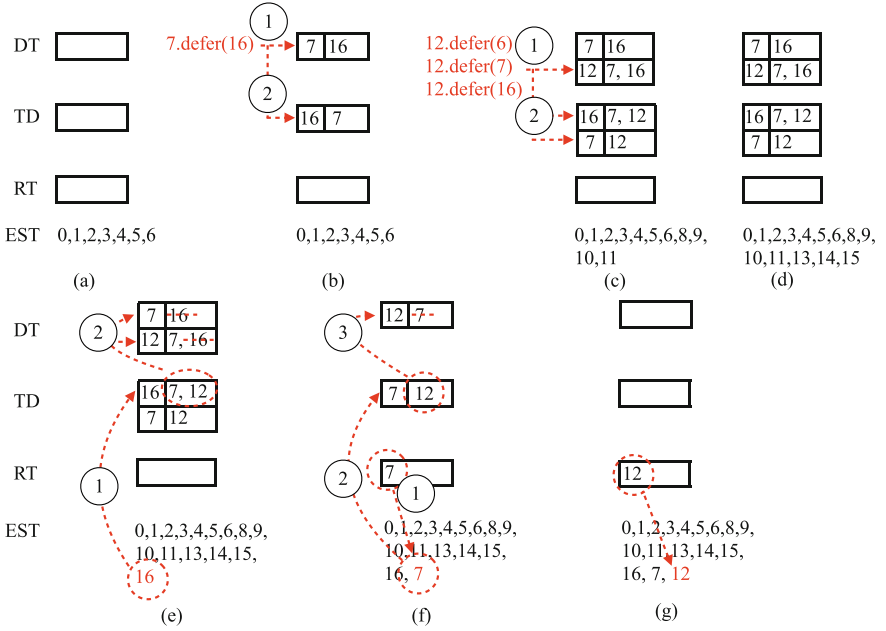 DT
TD
RT
EST
0,1,2,3,4,5,6
(a)
1
7.defer(16)
7 16
2
16 7
0,1,2,3,4,5,6
(b)
12.defer(6)
12.defer(7)
12.defer(16)
1
7 16
12 7, 16
2
16 7, 12
7 12
0,1,2,3,4,5,6,8,9,
10,11
(c)
7 16
12 7, 16
16 7, 12
7 12
0,1,2,3,4,5,6,8,9,
10,11,13,14,15
(d)
DT
TD
RT
EST
2
7 16
12 7, 16
16 7, 12
7 12
1
0,1,2,3,4,5,6,8,9,
10,11,13,14,15,
16
(e)
3
12 7
7 12
2
7
1
0,1,2,3,4,5,6,8,9,
10,11,13,14,15,
16, 7
(f)
12
0,1,2,3,4,5,6,8,9,
10,11,13,14,15,
16, 7, 12
(g)